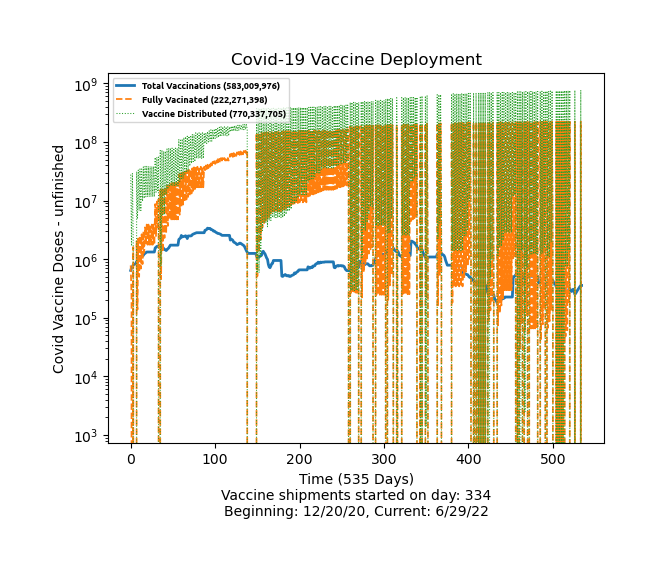 Covid-19 Vaccine Deployment
Total Vaccinations (583,009,976)
Fully Vacinated (222,271,398)
Vaccine Distributed (770,337,705)
Covid Vaccine Doses - unfinished
10⁹
10⁸
10⁷
10⁶
10⁵
10⁴
10³
0 100 200 300 400 500
Time (535 Days)
Vaccine shipments started on day: 334
Beginning: 12/20/20, Current: 6/29/22